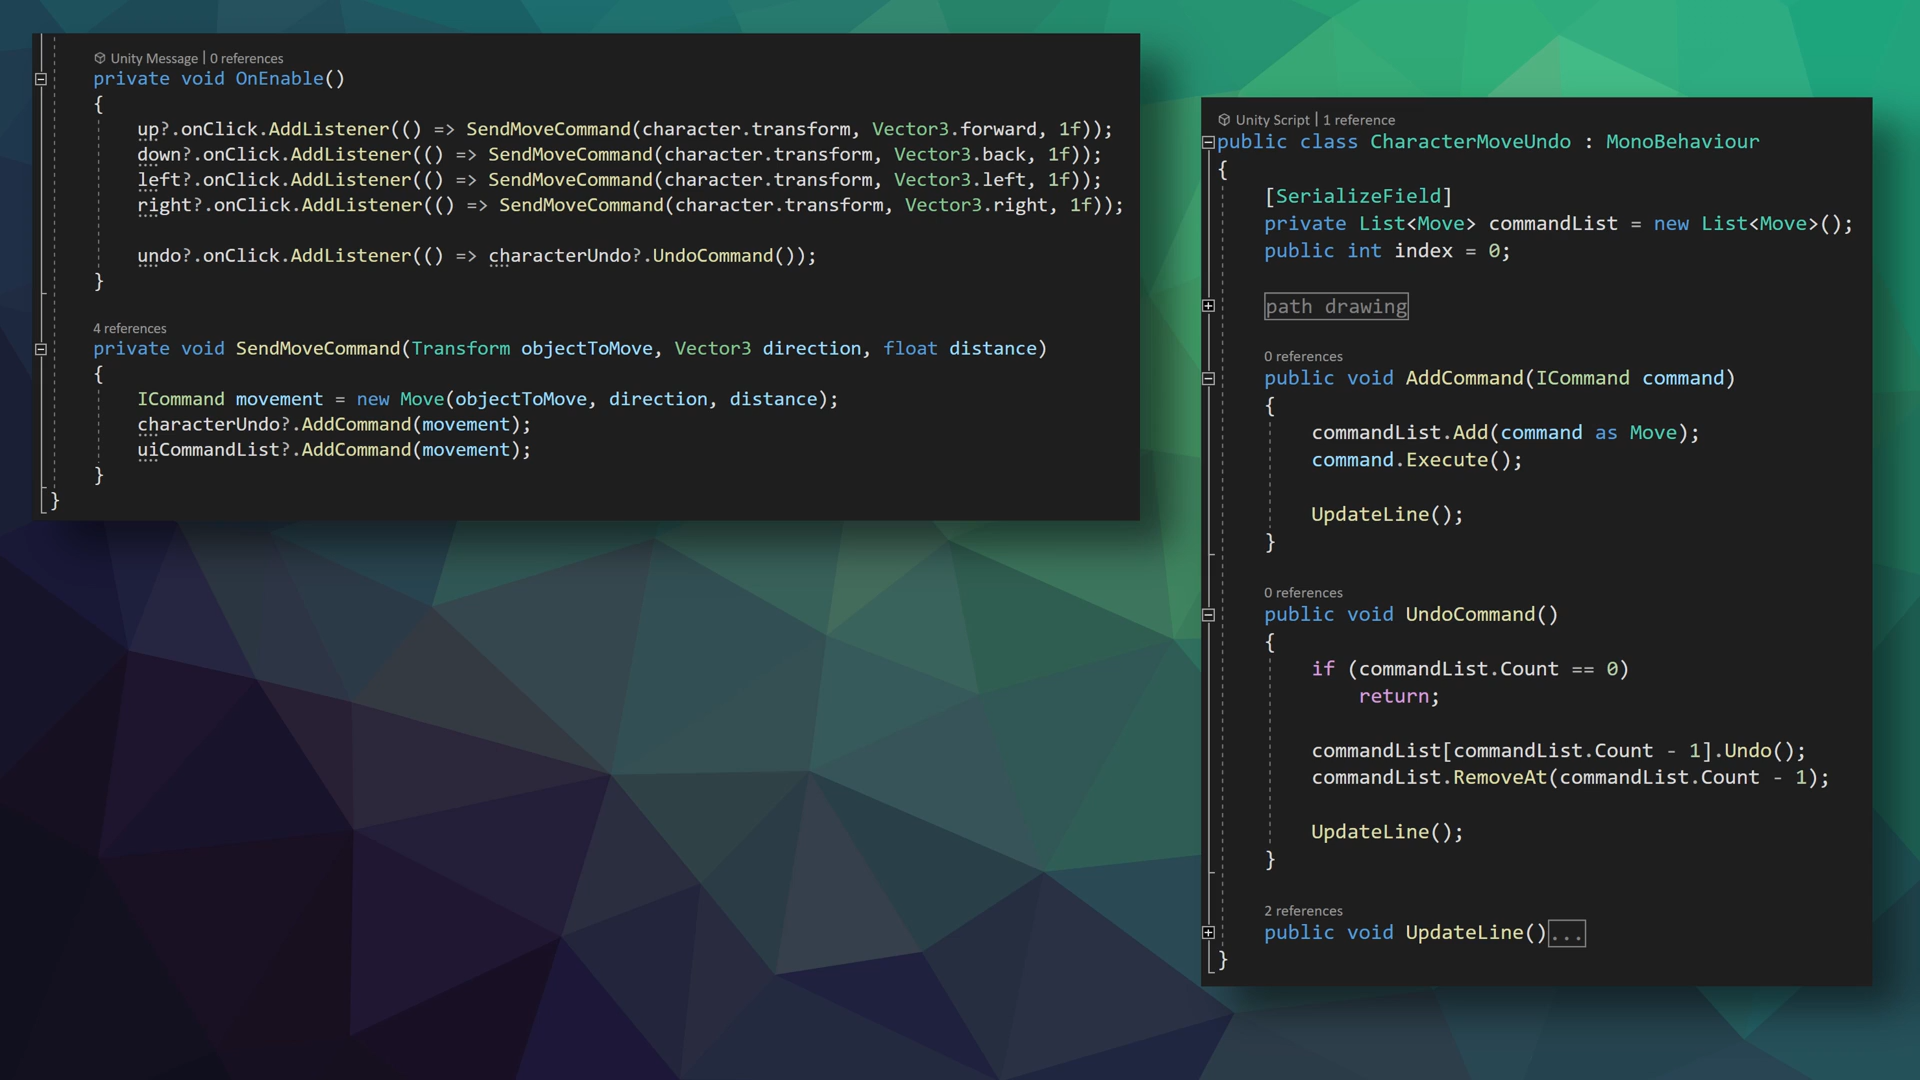 Unity Message | 0 references
private void OnEnable()
{
up?.onClick.AddListener(() => SendMoveCommand(character.transform, Vector3.forward, 1f));
down?.onClick.AddListener(() => SendMoveCommand(character.transform, Vector3.back, 1f));
left?.onClick.AddListener(() => SendMoveCommand(character.transform, Vector3.left, 1f));
right?.onClick.AddListener(() => SendMoveCommand(character.transform, Vector3.right, 1f));
undo?.onClick.AddListener(() => characterUndo?.UndoCommand());
}
4 references
private void SendMoveCommand(Transform objectToMove, Vector3 direction, float distance)
{
ICommand movement = new Move(objectToMove, direction, distance);
characterUndo?.AddCommand(movement);
uiCommandList?.AddCommand(movement);
}
}
Unity Script | 1 reference
public class CharacterMoveUndo : MonoBehaviour
{
[SerializeField]
private List<Move> commandList = new List<Move>();
public int index = 0;
path drawing
0 references
public void AddCommand(ICommand command)
{
commandList.Add(command as Move);
command.Execute();
UpdateLine();
}
0 references
public void UndoCommand()
{
if (commandList.Count == 0)
return;
commandList[commandList.Count - 1].Undo();
commandList.RemoveAt(commandList.Count - 1);
UpdateLine();
}
2 references
public void UpdateLine()...
}